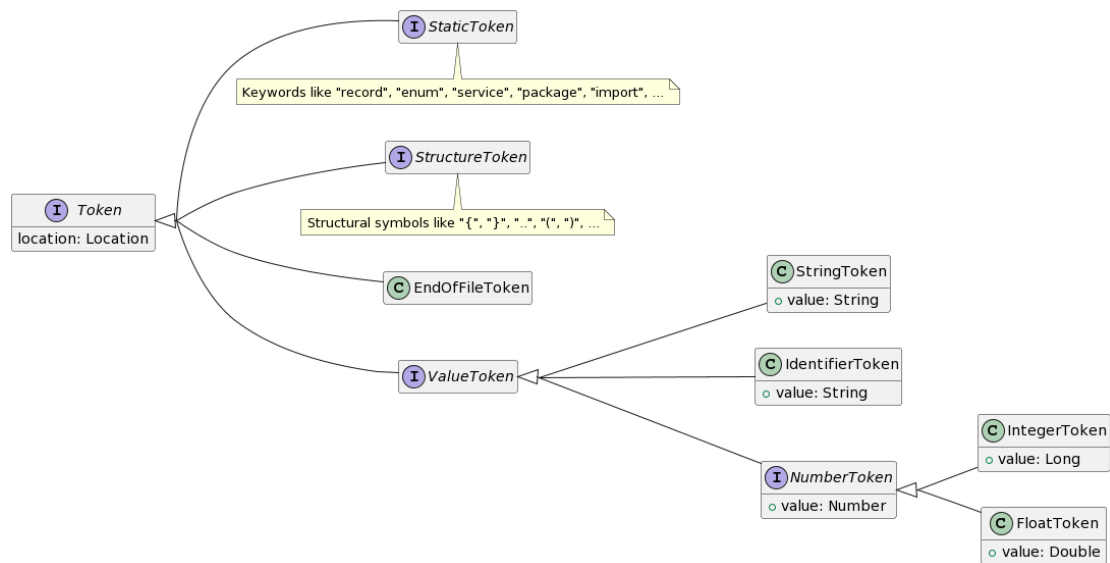 I StaticToken
Keywords like "record", "enum", "service", "package", "import", ...
I StructureToken
I Token
location: Location
Structural symbols like "{", "}", "..", "(", ")", ...
C StringToken
value: String
C EndOfFileToken
C IdentifierToken
value: String
I ValueToken
C IntegerToken
value: Long
I NumberToken
value: Number
C FloatToken
value: Double